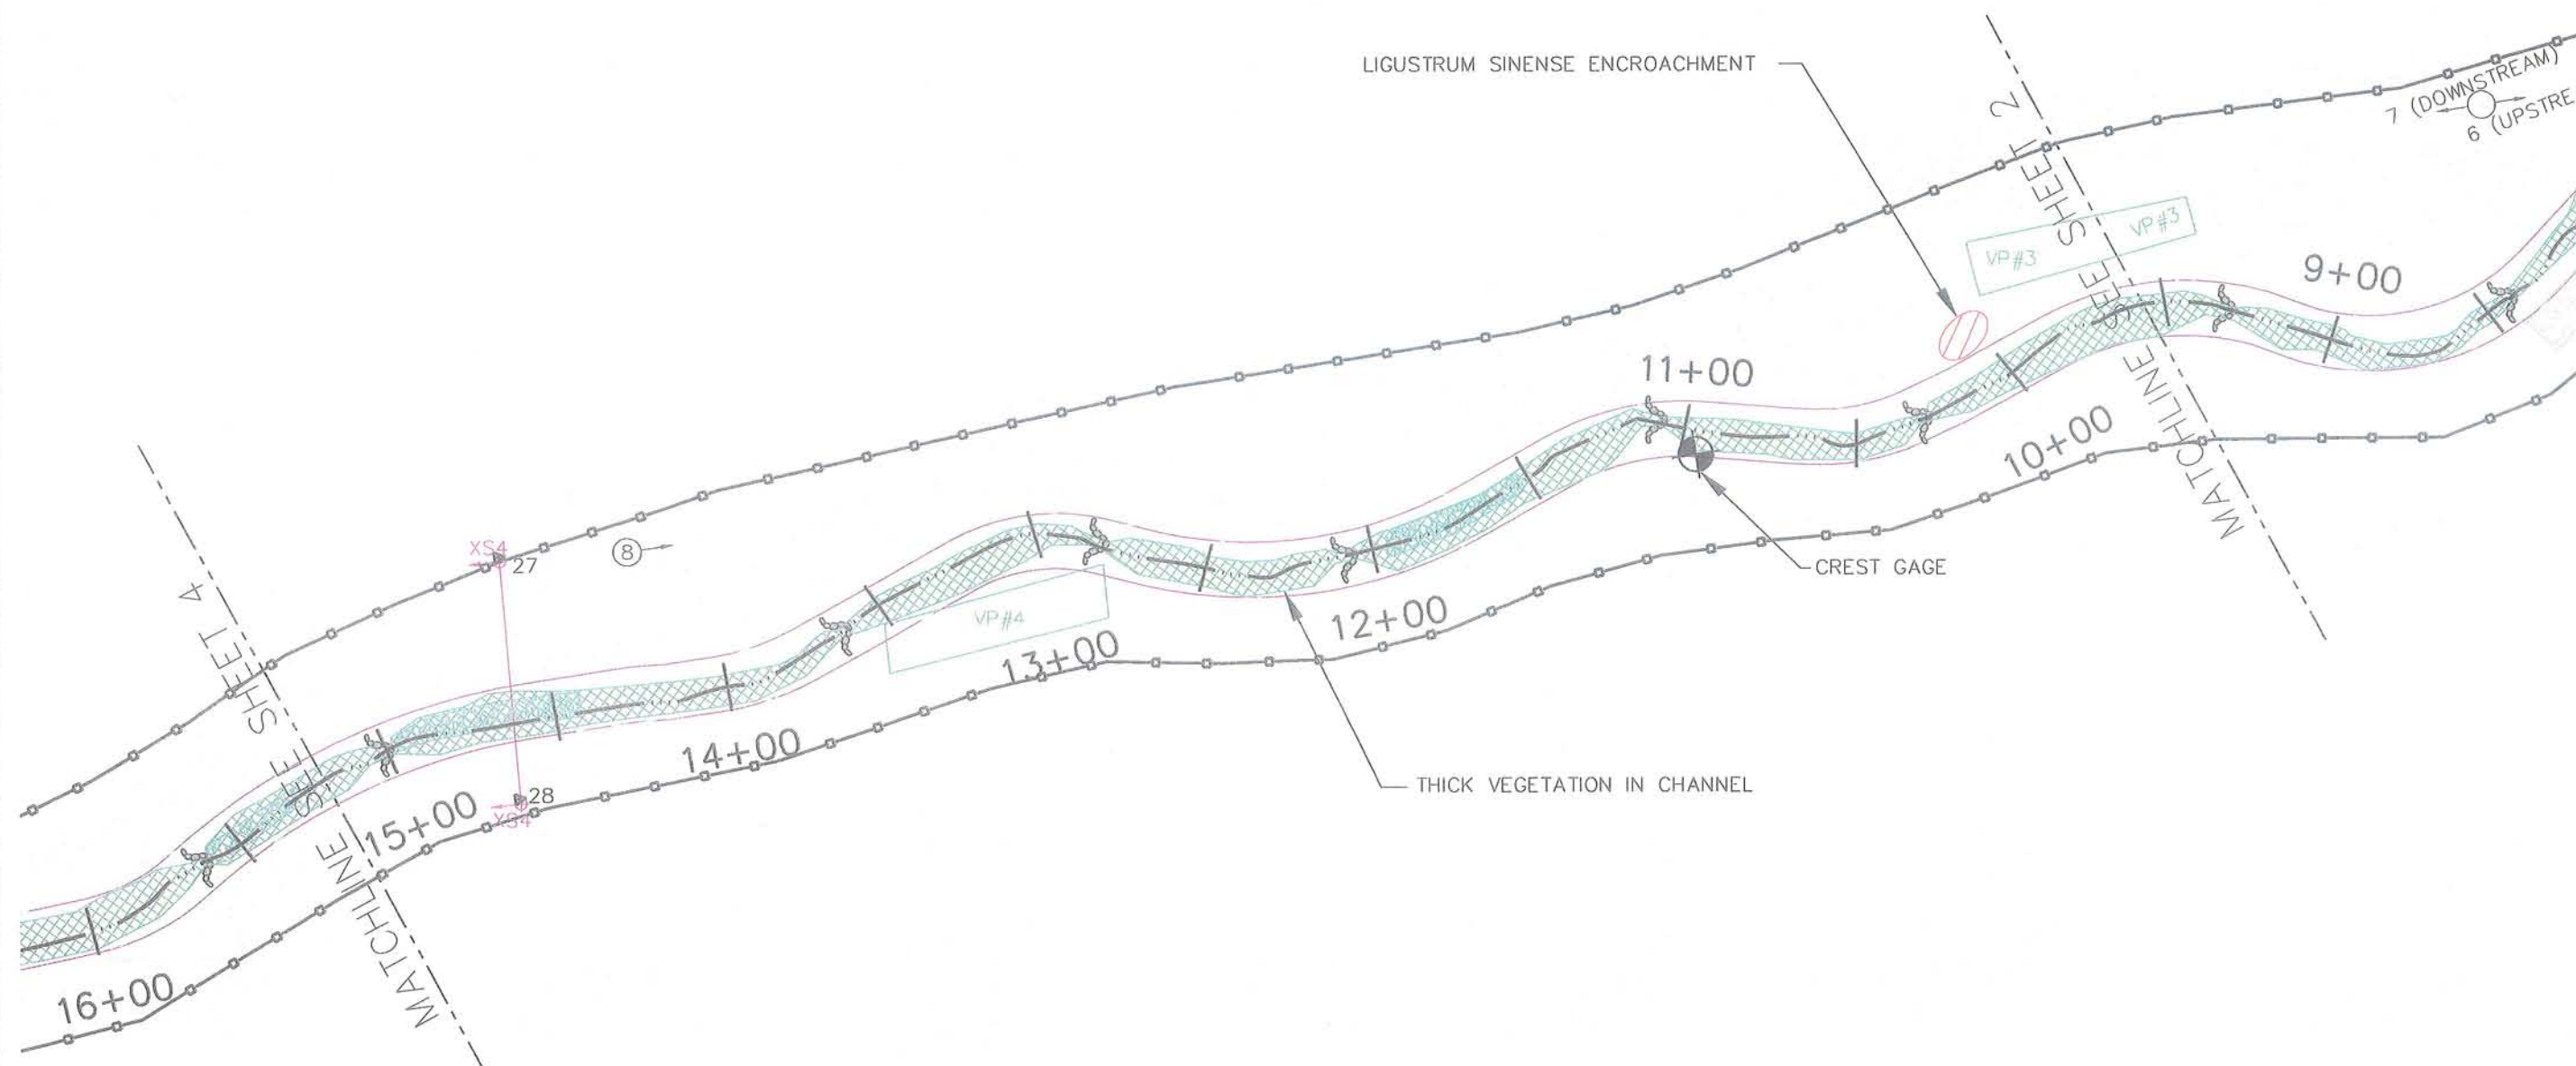 LIGUSTRUM SINENSE ENCROACHMENT
7 (DOWNSTREAM)
6 (UPSTRE
SEE SHEET 2
MATCHLINE
VP#3
VP#3
9+00
11+00
10+00
CREST GAGE
XS4
27
8
12+00
VP#4
13+00
SEE SHEET 4
MATCHLINE
14+00
THICK VEGETATION IN CHANNEL
28
XS4
15+00
16+00